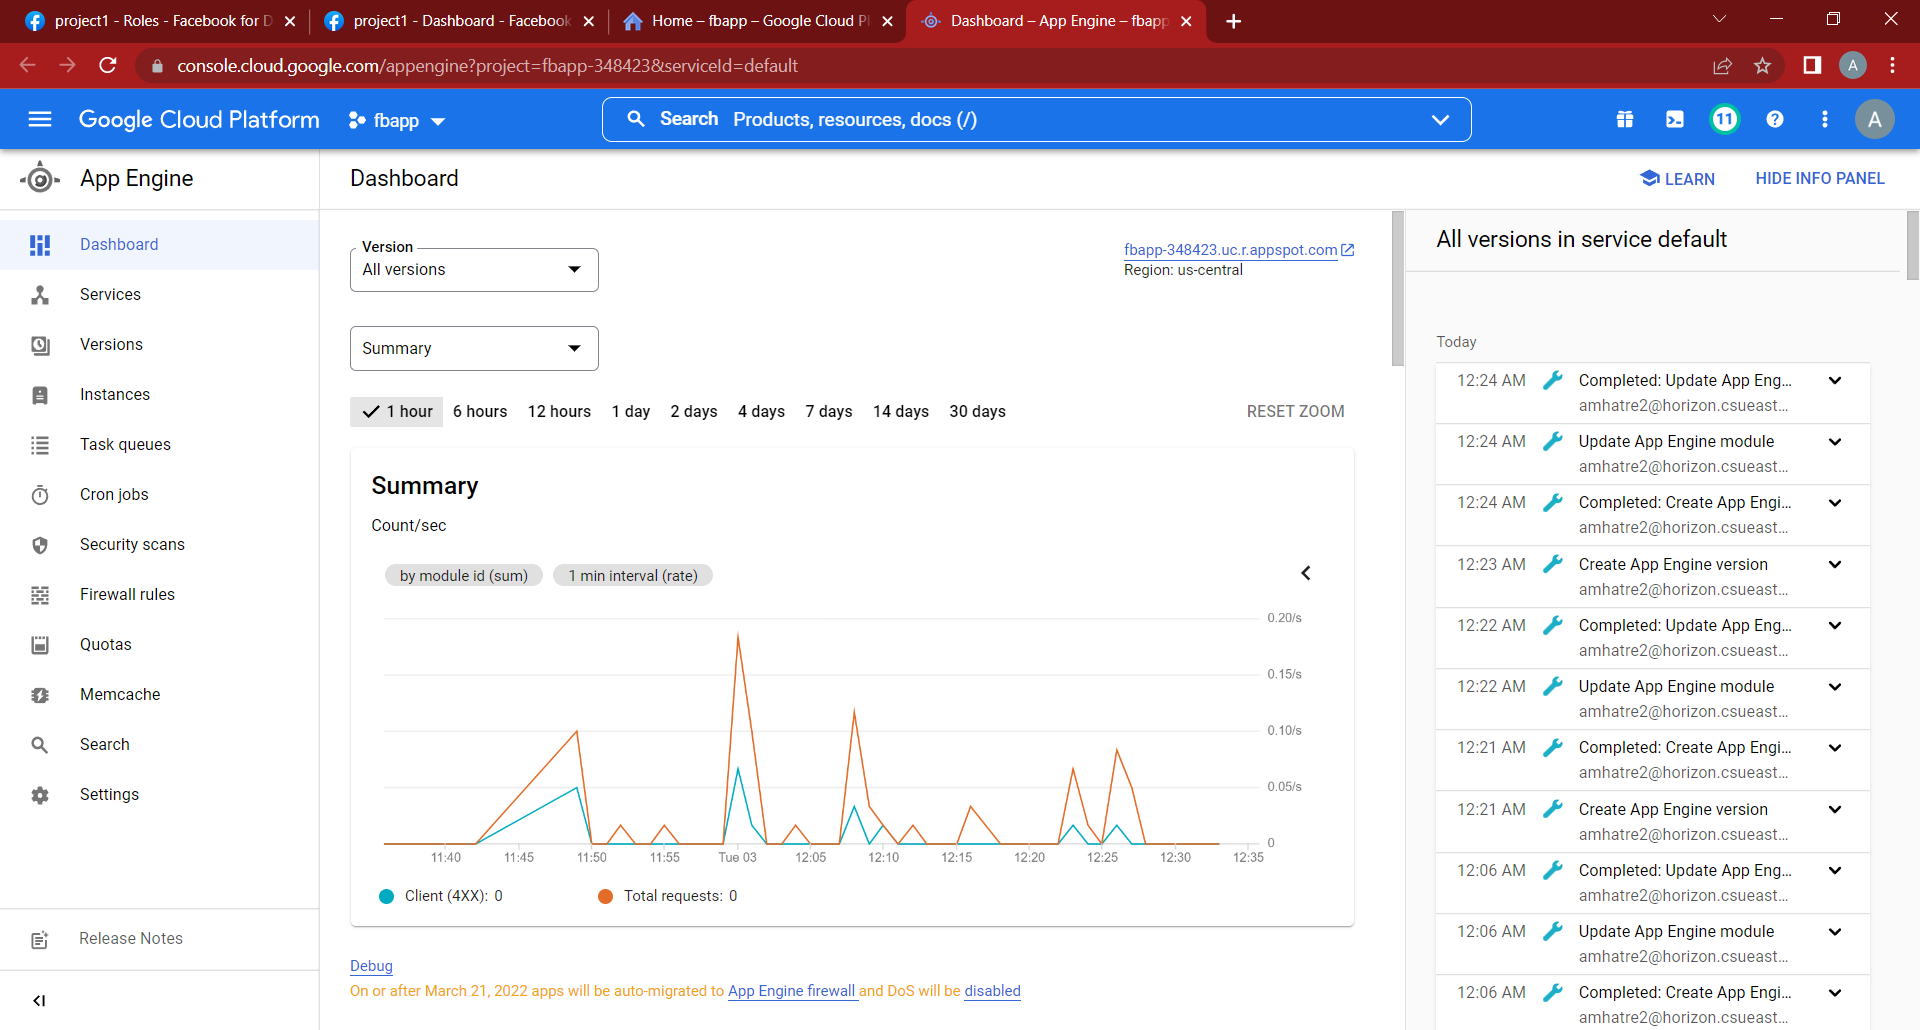 project1 - Roles - Facebook for D
project1 - Dashboard - Facebook
Home – fbapp – Google Cloud Pl
Dashboard – App Engine – fbapp
console.cloud.google.com/appengine?project=fbapp-348423&serviceId=default
A
Google Cloud Platform
fbapp
Search Products, resources, docs (/)
11
A
App Engine
Dashboard
LEARN
HIDE INFO PANEL
Dashboard
Services
Versions
Instances
Task queues
Cron jobs
Security scans
Firewall rules
Quotas
Memcache
Search
Settings
Release Notes
Version
All versions
fbapp-348423.uc.r.appspot.com
Region: us-central
Summary
1 hour 6 hours 12 hours 1 day 2 days 4 days 7 days 14 days 30 days
RESET ZOOM
Summary
Count/sec
by module id (sum)
1 min interval (rate)
0.20/s
0.15/s
0.10/s
0.05/s
0
11:40 11:45 11:50 11:55 Tue 03 12:05 12:10 12:15 12:20 12:25 12:30 12:35
Client (4XX): 0
Total requests: 0
Debug
On or after March 21, 2022 apps will be auto-migrated to App Engine firewall and DoS will be disabled
All versions in service default
Today
12:24 AM Completed: Update App Eng...
amhatre2@horizon.csueast...
12:24 AM Update App Engine module
amhatre2@horizon.csueast...
12:24 AM Completed: Create App Engi...
amhatre2@horizon.csueast...
12:23 AM Create App Engine version
amhatre2@horizon.csueast...
12:22 AM Completed: Update App Eng...
amhatre2@horizon.csueast...
12:22 AM Update App Engine module
amhatre2@horizon.csueast...
12:21 AM Completed: Create App Engi...
amhatre2@horizon.csueast...
12:21 AM Create App Engine version
amhatre2@horizon.csueast...
12:06 AM Completed: Update App Eng...
amhatre2@horizon.csueast...
12:06 AM Update App Engine module
amhatre2@horizon.csueast...
12:06 AM Completed: Create App Engi...
amhatre2@horizon.csueast...